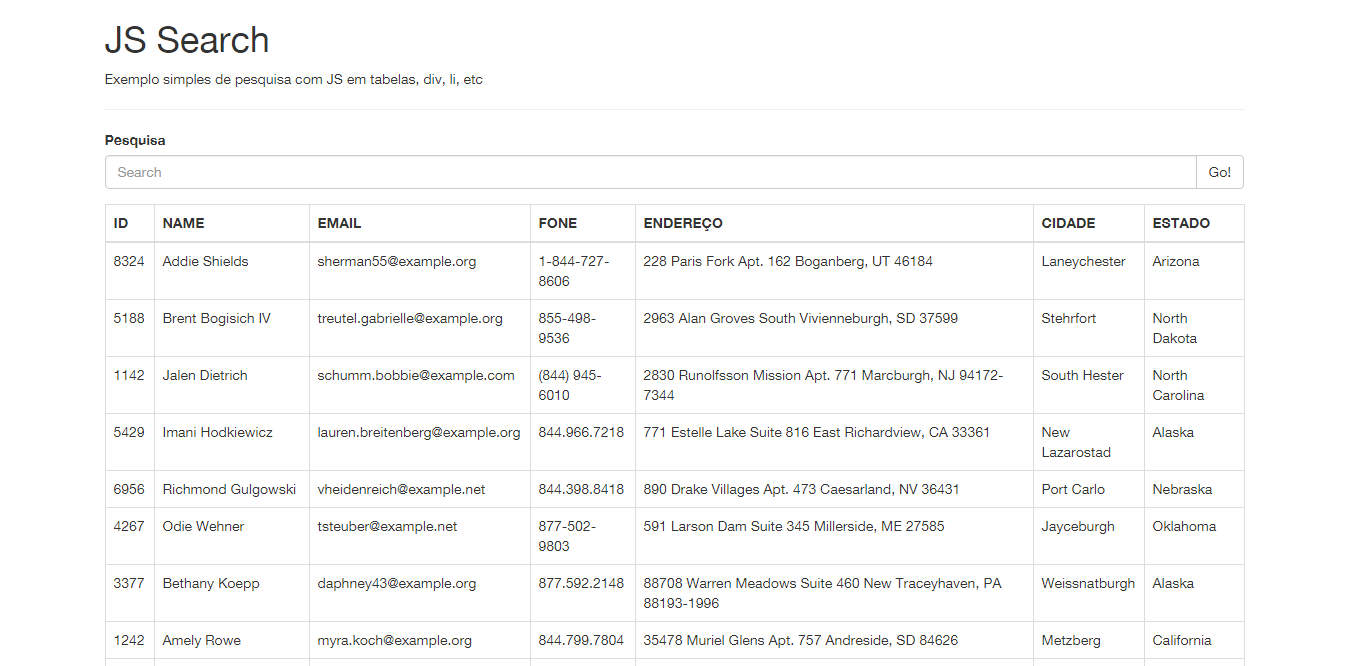 JS Search
Exemplo simples de pesquisa com JS em tabelas, div, li, etc
Pesquisa
Search Go!
ID NAME EMAIL FONE ENDEREÇO CIDADE ESTADO
8324 Addie Shields sherman55@example.org 1-844-727- 228 Paris Fork Apt. 162 Boganberg, UT 46184 Laneychester Arizona
8606
5188 Brent Bogisich IV treutel.gabrielle@example.org 855-498- 2963 Alan Groves South Vivienneburgh, SD 37599 Stehrfort North
9536 Dakota
1142 Jalen Dietrich schumm.bobbie@example.com (844) 945- 2830 Runolfsson Mission Apt. 771 Marcburgh, NJ 94172- South Hester North
6010 7344 Carolina
5429 Imani Hodkiewicz lauren.breitenberg@example.org 844.966.7218 771 Estelle Lake Suite 816 East Richardview, CA 33361 New Alaska
Lazarostad
6956 Richmond Gulgowski vheidenreich@example.net 844.398.8418 890 Drake Villages Apt. 473 Caesarland, NV 36431 Port Carlo Nebraska
4267 Odie Wehner tsteuber@example.net 877-502- 591 Larson Dam Suite 345 Millerside, ME 27585 Jayceburgh Oklahoma
9803
3377 Bethany Koepp daphney43@example.org 877.592.2148 88708 Warren Meadows Suite 460 New Traceyhaven, PA Weissnatburgh Alaska
88193-1996
1242 Amely Rowe myra.koch@example.org 844.799.7804 35478 Muriel Glens Apt. 757 Andreside, SD 84626 Metzberg California